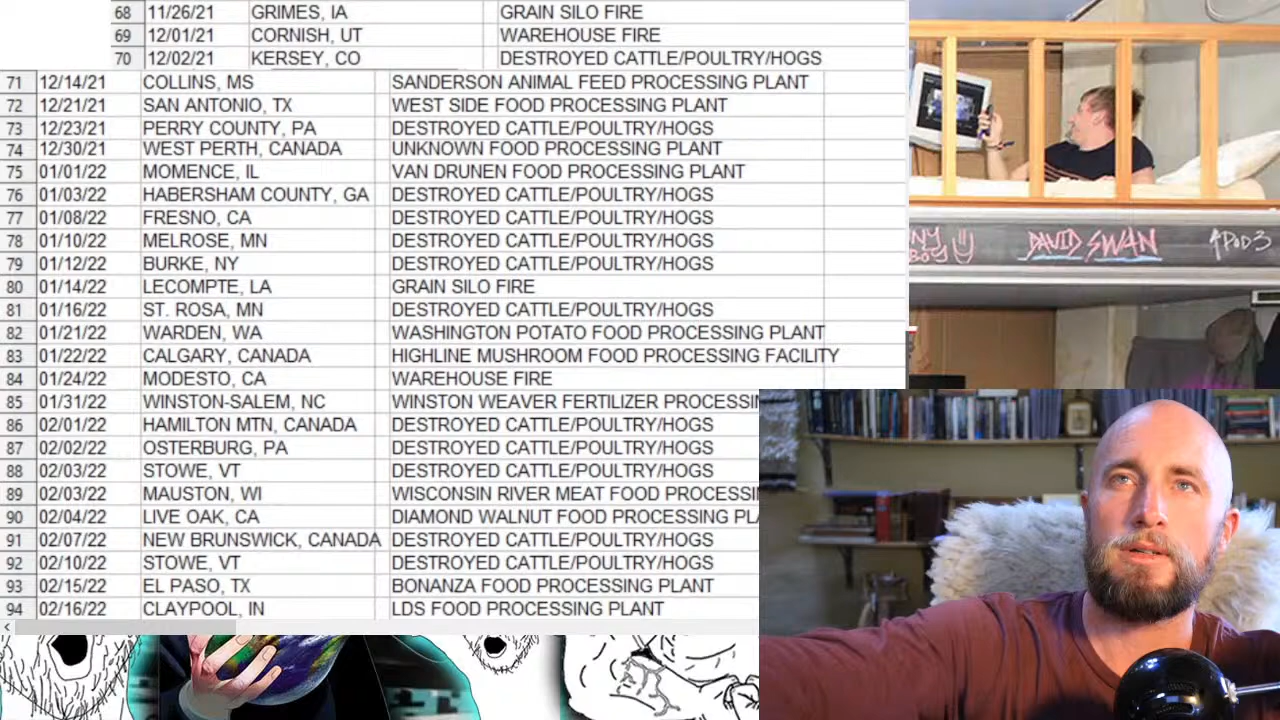 68 11/26/21 GRIMES, IA GRAIN SILO FIRE
69 12/01/21 CORNISH, UT WAREHOUSE FIRE
70 12/02/21 KERSEY, CO DESTROYED CATTLE/POULTRY/HOGS
71 12/14/21 COLLINS, MS SANDERSON ANIMAL FEED PROCESSING PLANT
72 12/21/21 SAN ANTONIO, TX WEST SIDE FOOD PROCESSING PLANT
73 12/23/21 PERRY COUNTY, PA DESTROYED CATTLE/POULTRY/HOGS
74 12/30/21 WEST PERTH, CANADA UNKNOWN FOOD PROCESSING PLANT
75 01/01/22 MOMENCE, IL VAN DRUNEN FOOD PROCESSING PLANT
76 01/03/22 HABERSHAM COUNTY, GA DESTROYED CATTLE/POULTRY/HOGS
77 01/08/22 FRESNO, CA DESTROYED CATTLE/POULTRY/HOGS
78 01/10/22 MELROSE, MN DESTROYED CATTLE/POULTRY/HOGS
79 01/12/22 BURKE, NY DESTROYED CATTLE/POULTRY/HOGS
80 01/14/22 LECOMPTE, LA GRAIN SILO FIRE
81 01/16/22 ST. ROSA, MN DESTROYED CATTLE/POULTRY/HOGS
82 01/21/22 WARDEN, WA WASHINGTON POTATO FOOD PROCESSING PLANT
83 01/22/22 CALGARY, CANADA HIGHLINE MUSHROOM FOOD PROCESSING FACILITY
84 01/24/22 MODESTO, CA WAREHOUSE FIRE
85 01/31/22 WINSTON-SALEM, NC WINSTON WEAVER FERTILIZER PROCESSIN
86 02/01/22 HAMILTON MTN, CANADA DESTROYED CATTLE/POULTRY/HOGS
87 02/02/22 OSTERBURG, PA DESTROYED CATTLE/POULTRY/HOGS
88 02/03/22 STOWE, VT DESTROYED CATTLE/POULTRY/HOGS
89 02/03/22 MAUSTON, WI WISCONSIN RIVER MEAT FOOD PROCESSI
90 02/04/22 LIVE OAK, CA DIAMOND WALNUT FOOD PROCESSING PL
91 02/07/22 NEW BRUNSWICK, CANADA DESTROYED CATTLE/POULTRY/HOGS
92 02/10/22 STOWE, VT DESTROYED CATTLE/POULTRY/HOGS
93 02/15/22 EL PASO, TX BONANZA FOOD PROCESSING PLANT
94 02/16/22 CLAYPOOL, IN LDS FOOD PROCESSING PLANT
DAVID SWAN